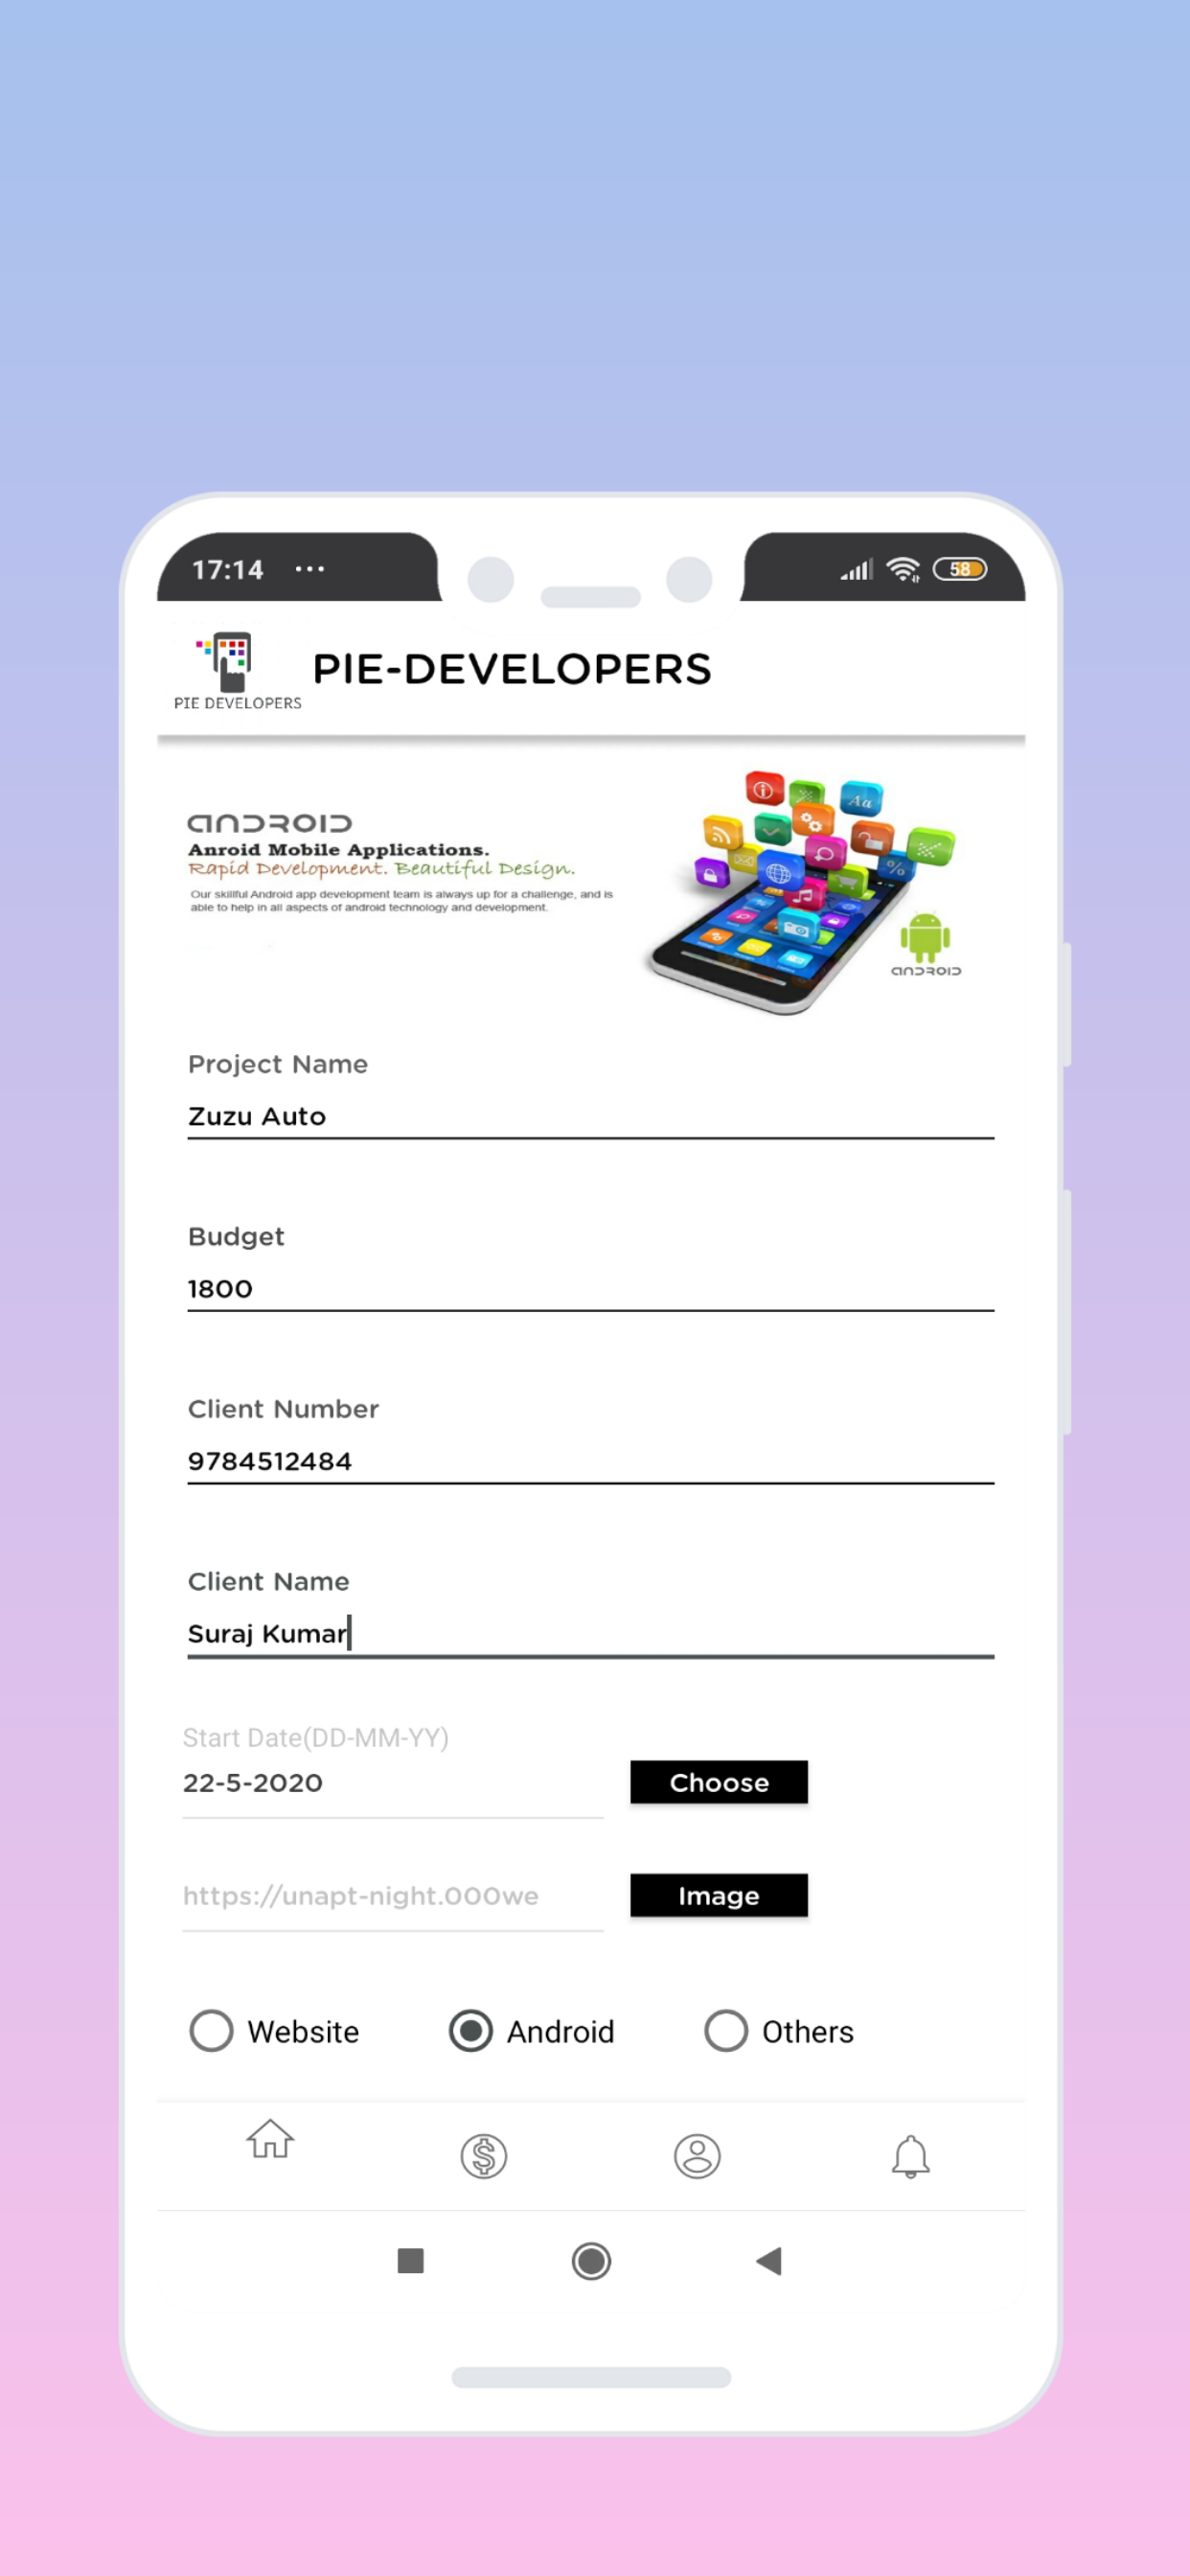 17:14 ...
58
PIE DEVELOPERS
PIE-DEVELOPERS
ANDROID
Anroid Mobile Applications.
Rapid Development. Beautiful Design.
Our skillful Android app development team is always up for a challenge, and is
able to help in all aspects of android technology and development.
Aa
%
ANDROID
Project Name
Zuzu Auto
Budget
1800
Client Number
9784512484
Client Name
Suraj Kumar
Start Date(DD-MM-YY)
22-5-2020
Choose
https://unapt-night.000we
Image
Website
Android
Others